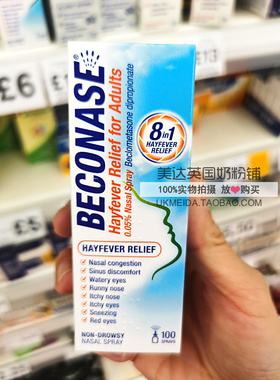 BECONASE®
Hayfever Relief for Adults
0.05% Nasal Spray Beclometasone dipropionate
8in1
HAYFEVER
RELIEF
美达英国奶粉铺
100%实物拍摄 放❤购买
UKMEIDA.TAOBAO.COM
HAYFEVER RELIEF
Nasal congestion
Sinus discomfort
Watery eyes
Runny nose
Itchy nose
Itchy eyes
Sneezing
Red eyes
NON-DROWSY
NASAL SPRAY
100
SPRAYS
£6
£13